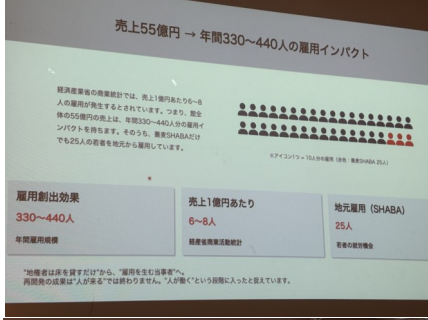 売上55億円 → 年間330〜440人の雇用インパクト
経済産業省の商業統計では、売上1億円あたり6〜8
人の雇用が発生するとされています。つまり、館全
体の55億円の売上は、年間330〜440人分の雇用イ
ンパクトを持ちます。そのうち、蕎麦SHABAだけ
でも25人の若者を地元から雇用しています。
※アイコン1つ = 10人分の雇用（赤色：蕎麦SHABA 25人）
雇用創出効果
330〜440人
年間雇用規模
売上1億円あたり
6〜8人
経産省商業活動統計
地元雇用（SHABA）
25人
若者の就労機会
"地権者は床を貸すだけ"から、"雇用を生む当事者"へ。
再開発の成果は"人が来る"では終わりません。"人が働く"という段階に入ったと捉えています。